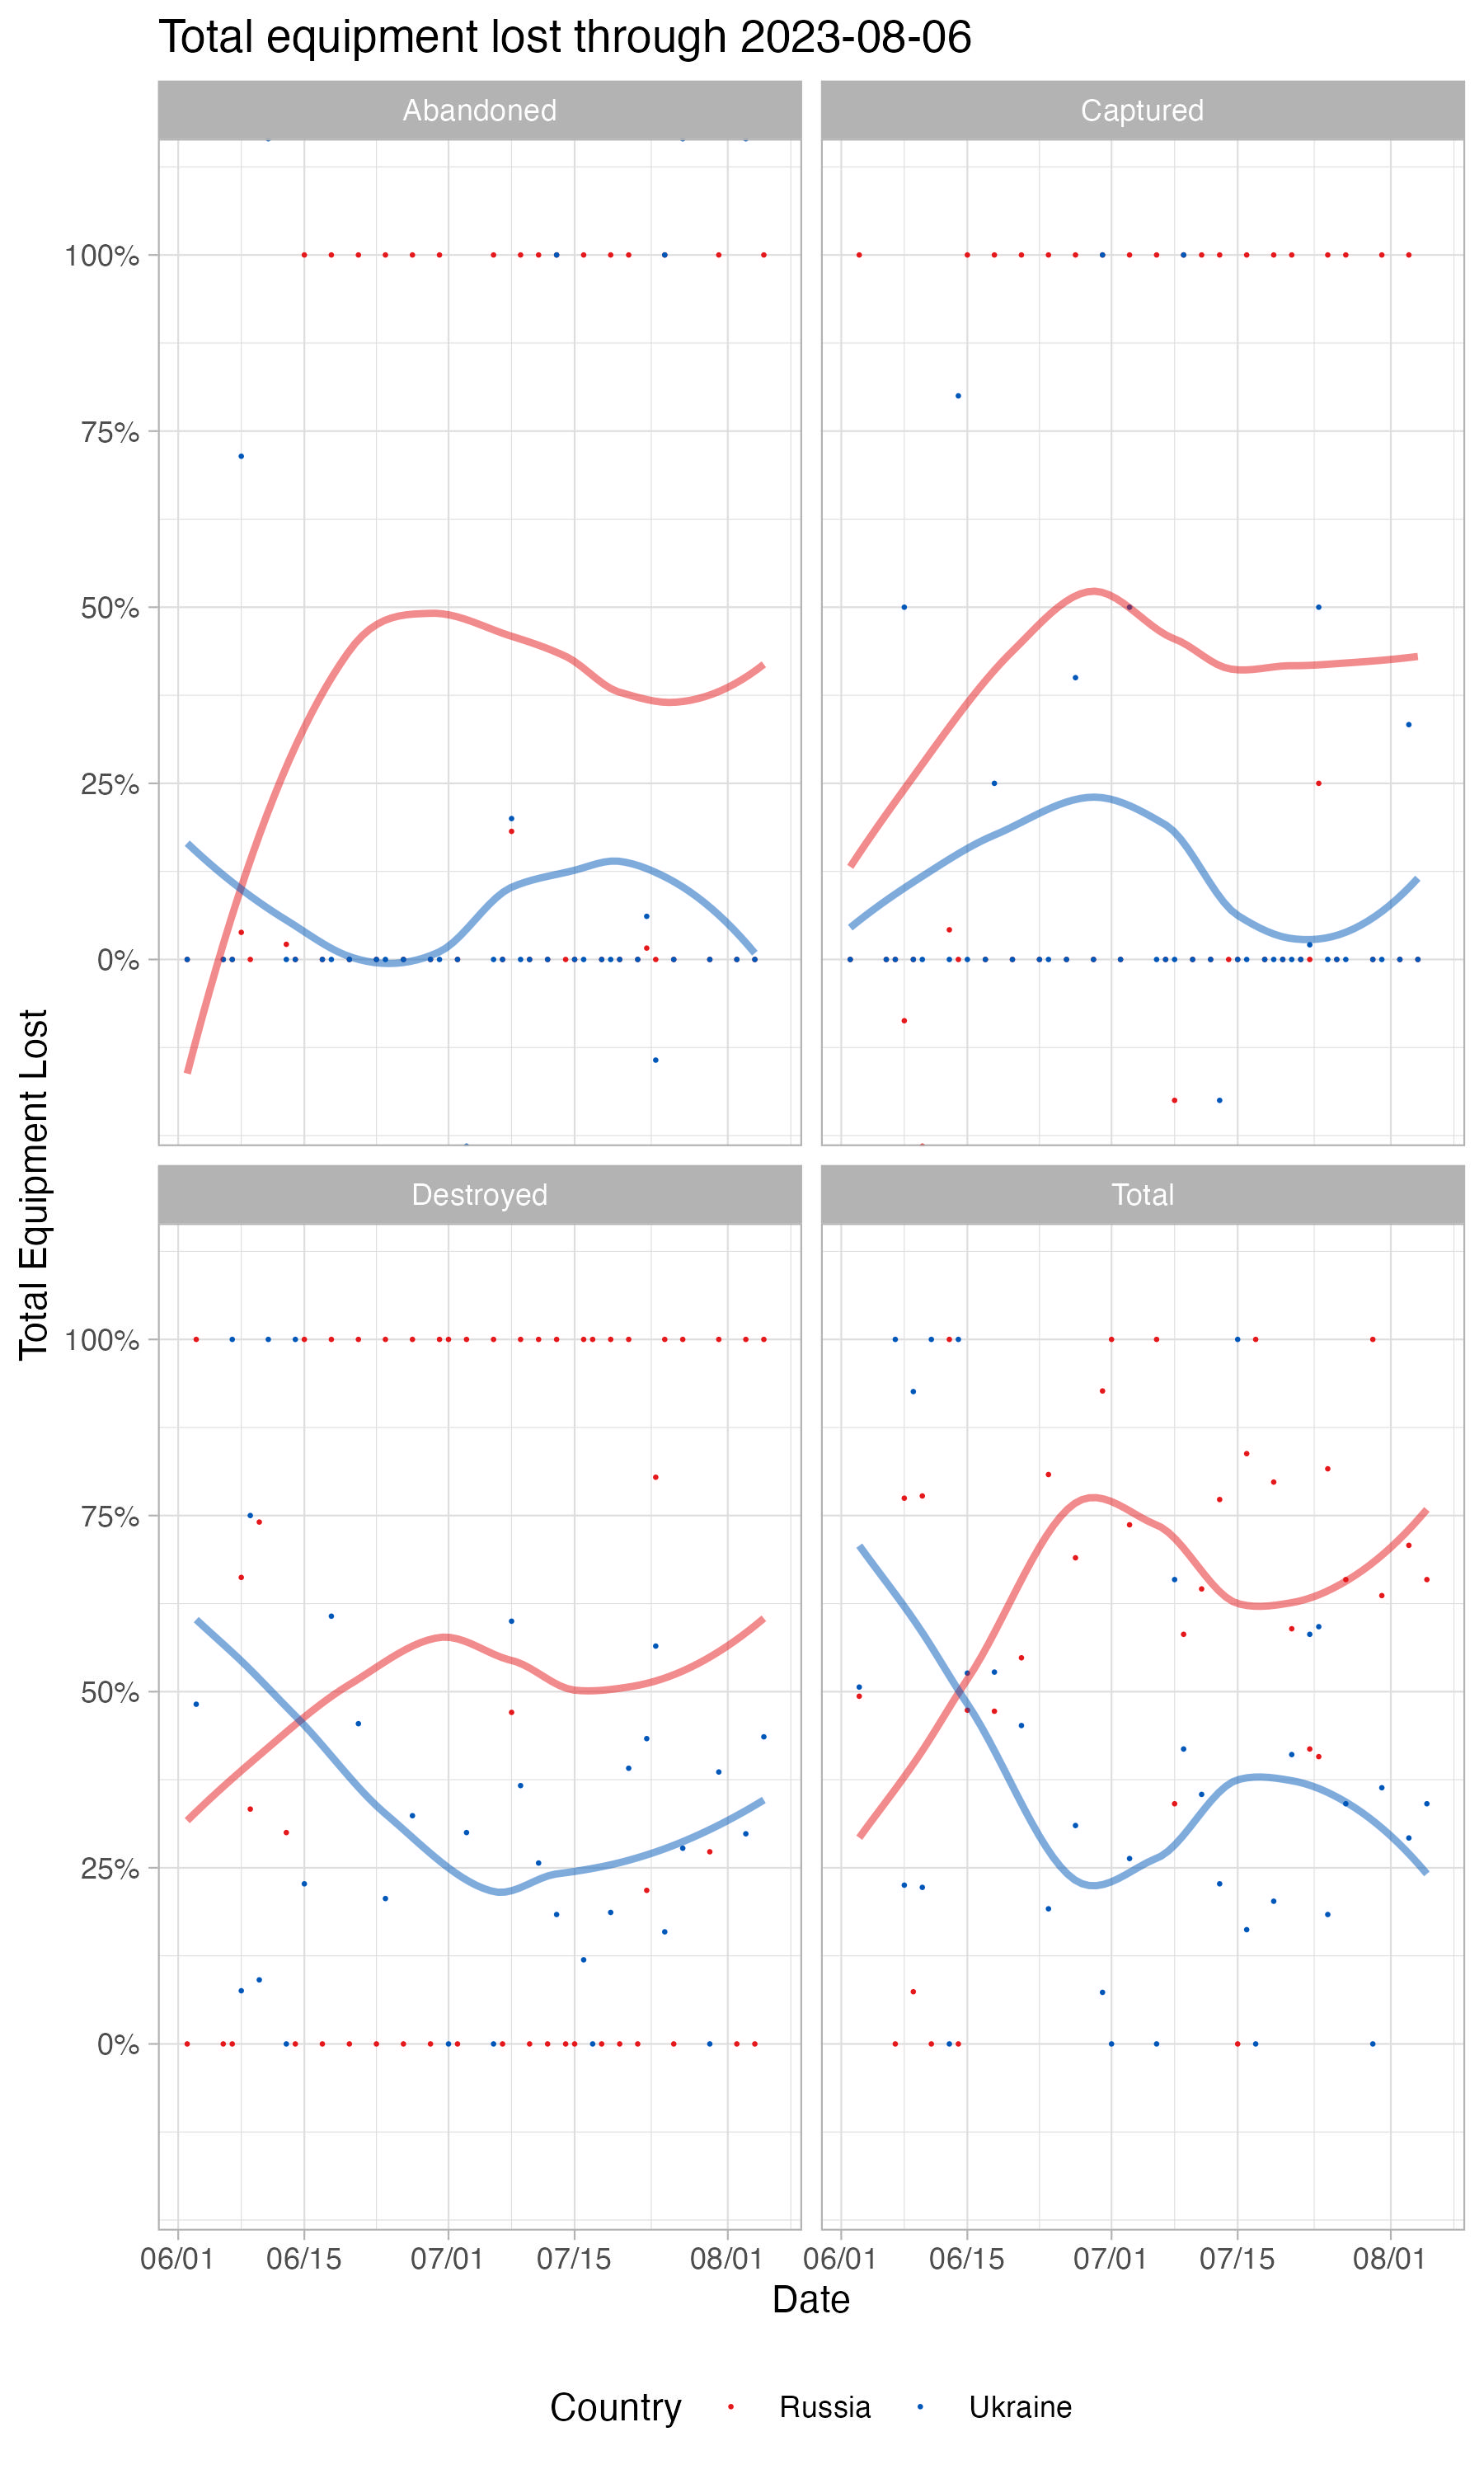 Total equipment lost through 2023-08-06
Abandoned
Captured
100%
75%
50%
25%
0%
Total Equipment Lost
Destroyed
Total
100%
75%
50%
25%
0%
06/01 06/15 07/01 07/15 08/01 06/01 06/15 07/01 07/15 08/01
Date
Country Russia Ukraine